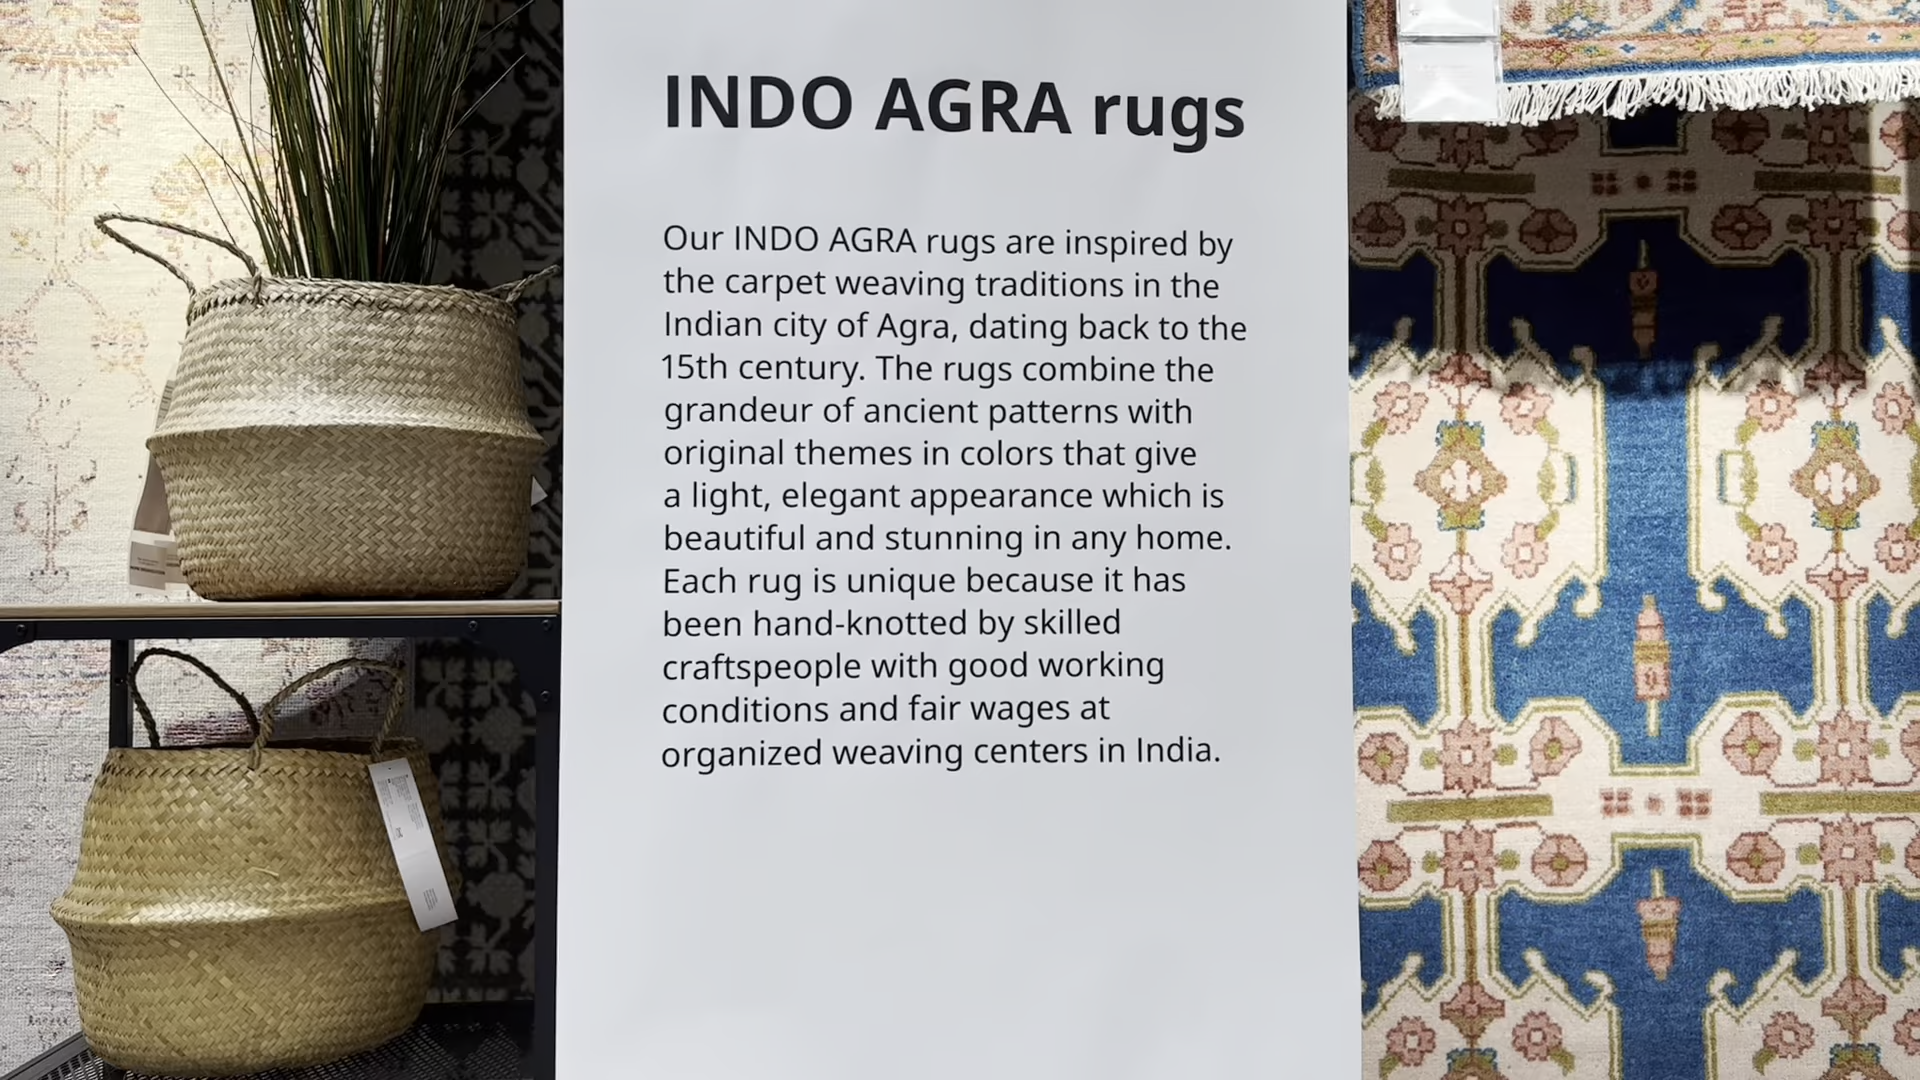 INDO AGRA rugs
Our INDO AGRA rugs are inspired by
the carpet weaving traditions in the
Indian city of Agra, dating back to the
15th century. The rugs combine the
grandeur of ancient patterns with
original themes in colors that give
a light, elegant appearance which is
beautiful and stunning in any home.
Each rug is unique because it has
been hand-knotted by skilled
craftspeople with good working
conditions and fair wages at
organized weaving centers in India.